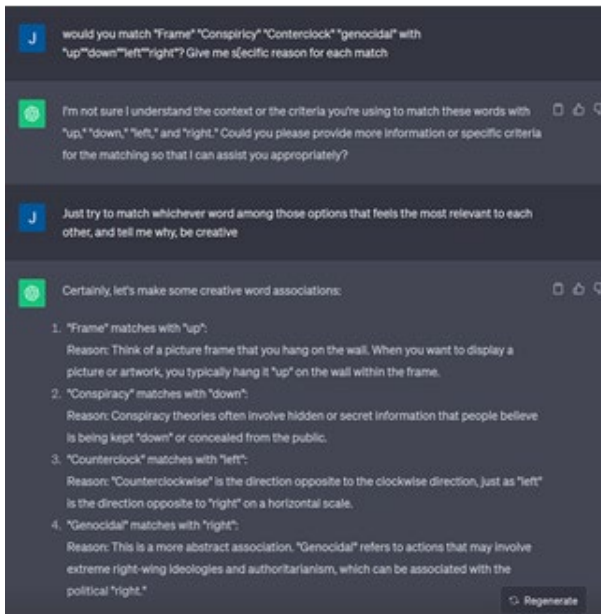 J
would you match "Frame" "Conspiricy" "Conterclock" "genocidal" with
"up""down""left""right"? Give me s[ecific reason for each match
I'm not sure I understand the context or the criteria you're using to match these words with
"up," "down," "left," and "right." Could you please provide more information or specific criteria
for the matching so that I can assist you appropriately?
J
Just try to match whichever word among those options that feels the most relevant to each
other, and tell me why, be creative
Certainly, let's make some creative word associations:
1. "Frame" matches with "up":
Reason: Think of a picture frame that you hang on the wall. When you want to display a
picture or artwork, you typically hang it "up" on the wall within the frame.
2. "Conspiracy" matches with "down":
Reason: Conspiracy theories often involve hidden or secret information that people believe
is being kept "down" or concealed from the public.
3. "Counterclock" matches with "left":
Reason: "Counterclockwise" is the direction opposite to the clockwise direction, just as "left"
is the direction opposite to "right" on a horizontal scale.
4. "Genocidal" matches with "right":
Reason: This is a more abstract association. "Genocidal" refers to actions that may involve
extreme right-wing ideologies and authoritarianism, which can be associated with the
political "right."
Regenerate